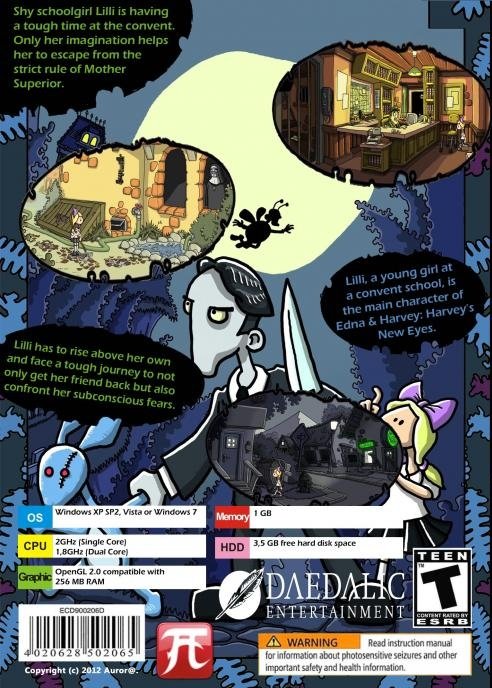 Shy schoolgirl Lilli is having
a tough time at the convent.
Only her imagination helps
her to escape from the
strict rule of Mother
Superior.
Lilli, a young girl at
a convent school, is
the main character of
Edna & Harvey: Harvey's
New Eyes.
Lilli has to rise above her own
and face a tough journey to not
only get her friend back but also
confront her subconscious fears.
OS Windows XP SP2, Vista or Windows 7
Memory 1 GB
CPU 2GHz (Single Core)
1,8GHz (Dual Core)
HDD 3,5 GB free hard disk space
Graphic OpenGL 2.0 compatible with
256 MB RAM
DAEDALIC
ENTERTAINMENT
TEEN
T
CONTENT RATED BY
ESRB
ECD900206D
4 020628 502065
Copyright (c) 2012 Auror@.
WARNING Read instruction manual
for information about photosensitive seizures and other
important safety and health information.